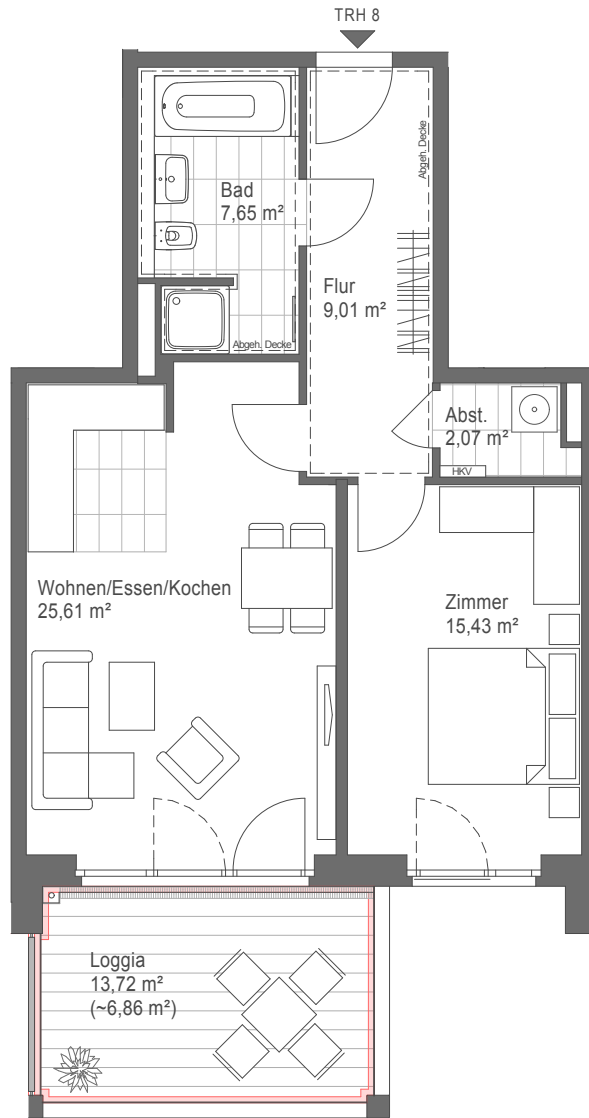 TRH 8
Abgeh. Decke
Bad
7,65 m²
Flur
9,01 m²
Abgeh. Decke
Abst.
2,07 m²
HKV
Wohnen/Essen/Kochen
25,61 m²
Zimmer
15,43 m²
Loggia
13,72 m²
(~6,86 m²)